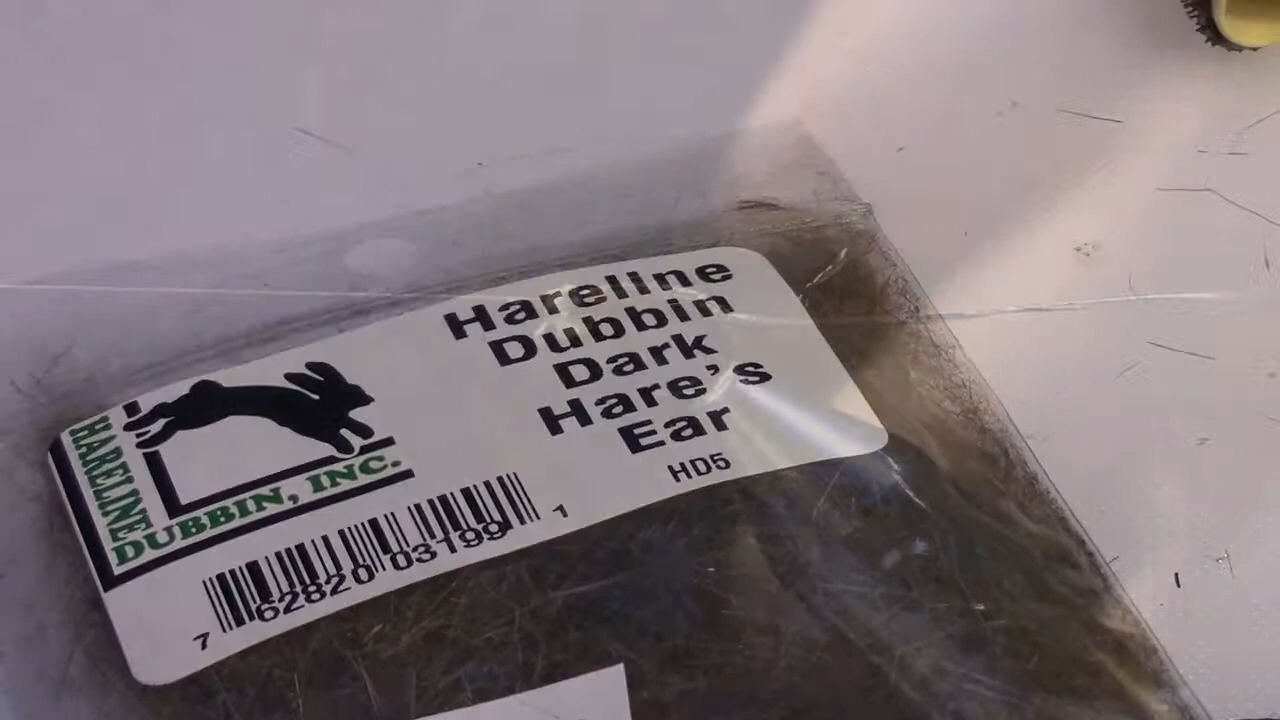 Hareline
Dubbin
Dark
Hare's
Ear
HD5
HARELINE
DUBBIN, INC.
7 62820 03199 1